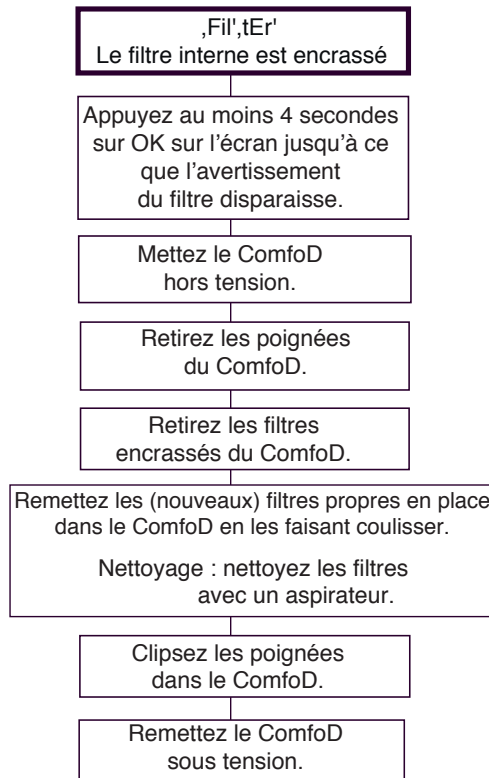 ,Fil',tEr'
Le filtre interne est encrassé
Appuyez au moins 4 secondes
sur OK sur l'écran jusqu'à ce
que l'avertissement
du filtre disparaisse.
Mettez le ComfoD
hors tension.
Retirez les poignées
du ComfoD.
Retirez les filtres
encrassés du ComfoD.
Remettez les (nouveaux) filtres propres en place
dans le ComfoD en les faisant coulisser.
Nettoyage : nettoyez les filtres
avec un aspirateur.
Clipsez les poignées
dans le ComfoD.
Remettez le ComfoD
sous tension.